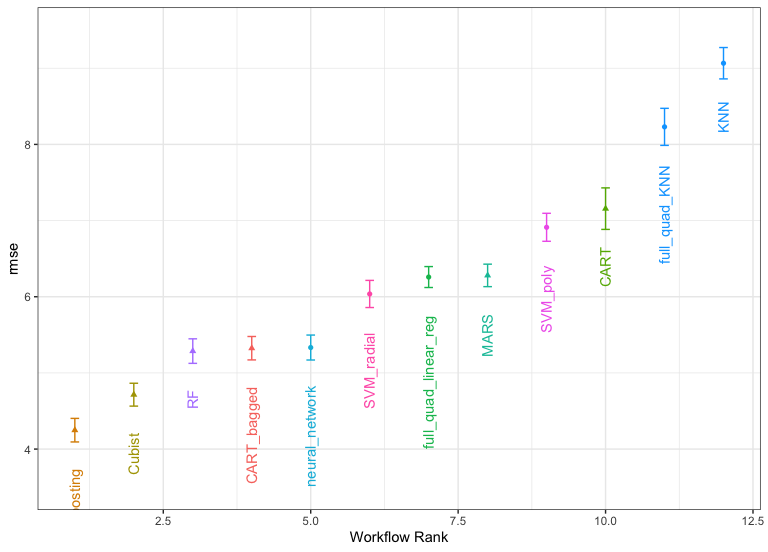 rmse
8
6
4
osting
Cubist
RF
CART_bagged
neural_network
SVM_radial
full_quad_linear_reg
MARS
SVM_poly
CART
full_quad_KNN
KNN
2.5 5.0 7.5 10.0 12.5
Workflow Rank